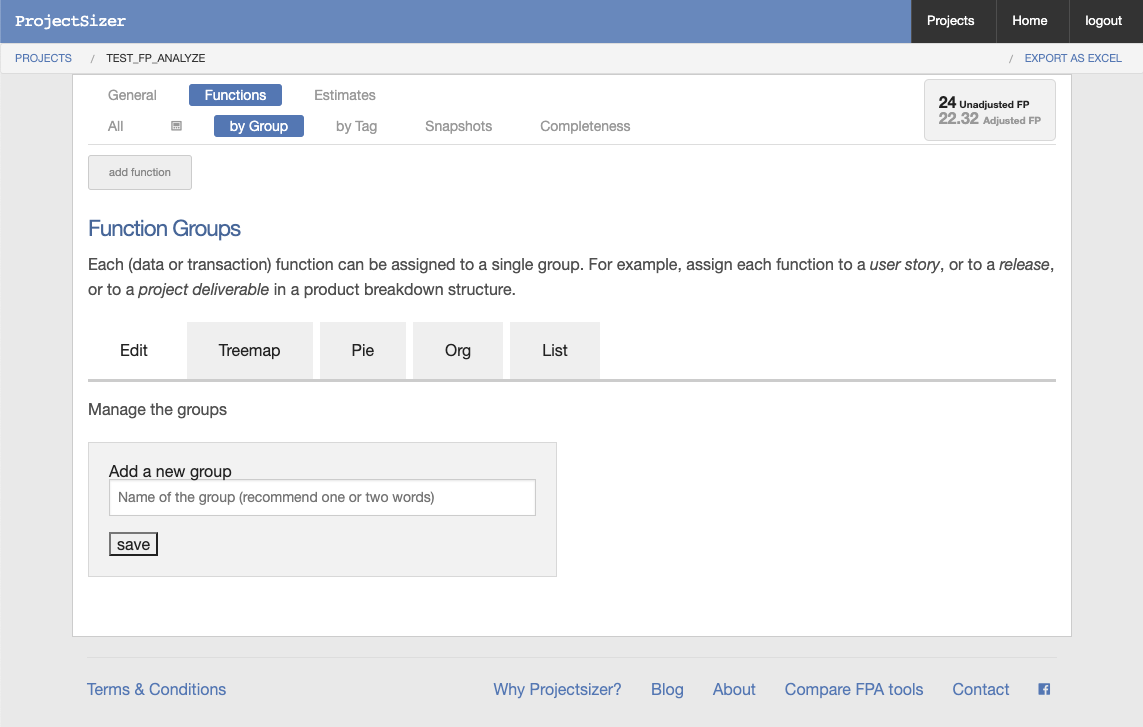 ProjectSizer
Projects
Home
logout
PROJECTS / TEST_FP_ANALYZE
/ EXPORT AS EXCEL
General
Functions
Estimates
24 Unadjusted FP
22.32 Adjusted FP
All
by Group
by Tag
Snapshots
Completeness
add function
Function Groups
Each (data or transaction) function can be assigned to a single group. For example, assign each function to a user story, or to a release,
or to a project deliverable in a product breakdown structure.
Edit
Treemap
Pie
Org
List
Manage the groups
Add a new group
Name of the group (recommend one or two words)
save
Terms & Conditions
Why Projectsizer?
Blog
About
Compare FPA tools
Contact